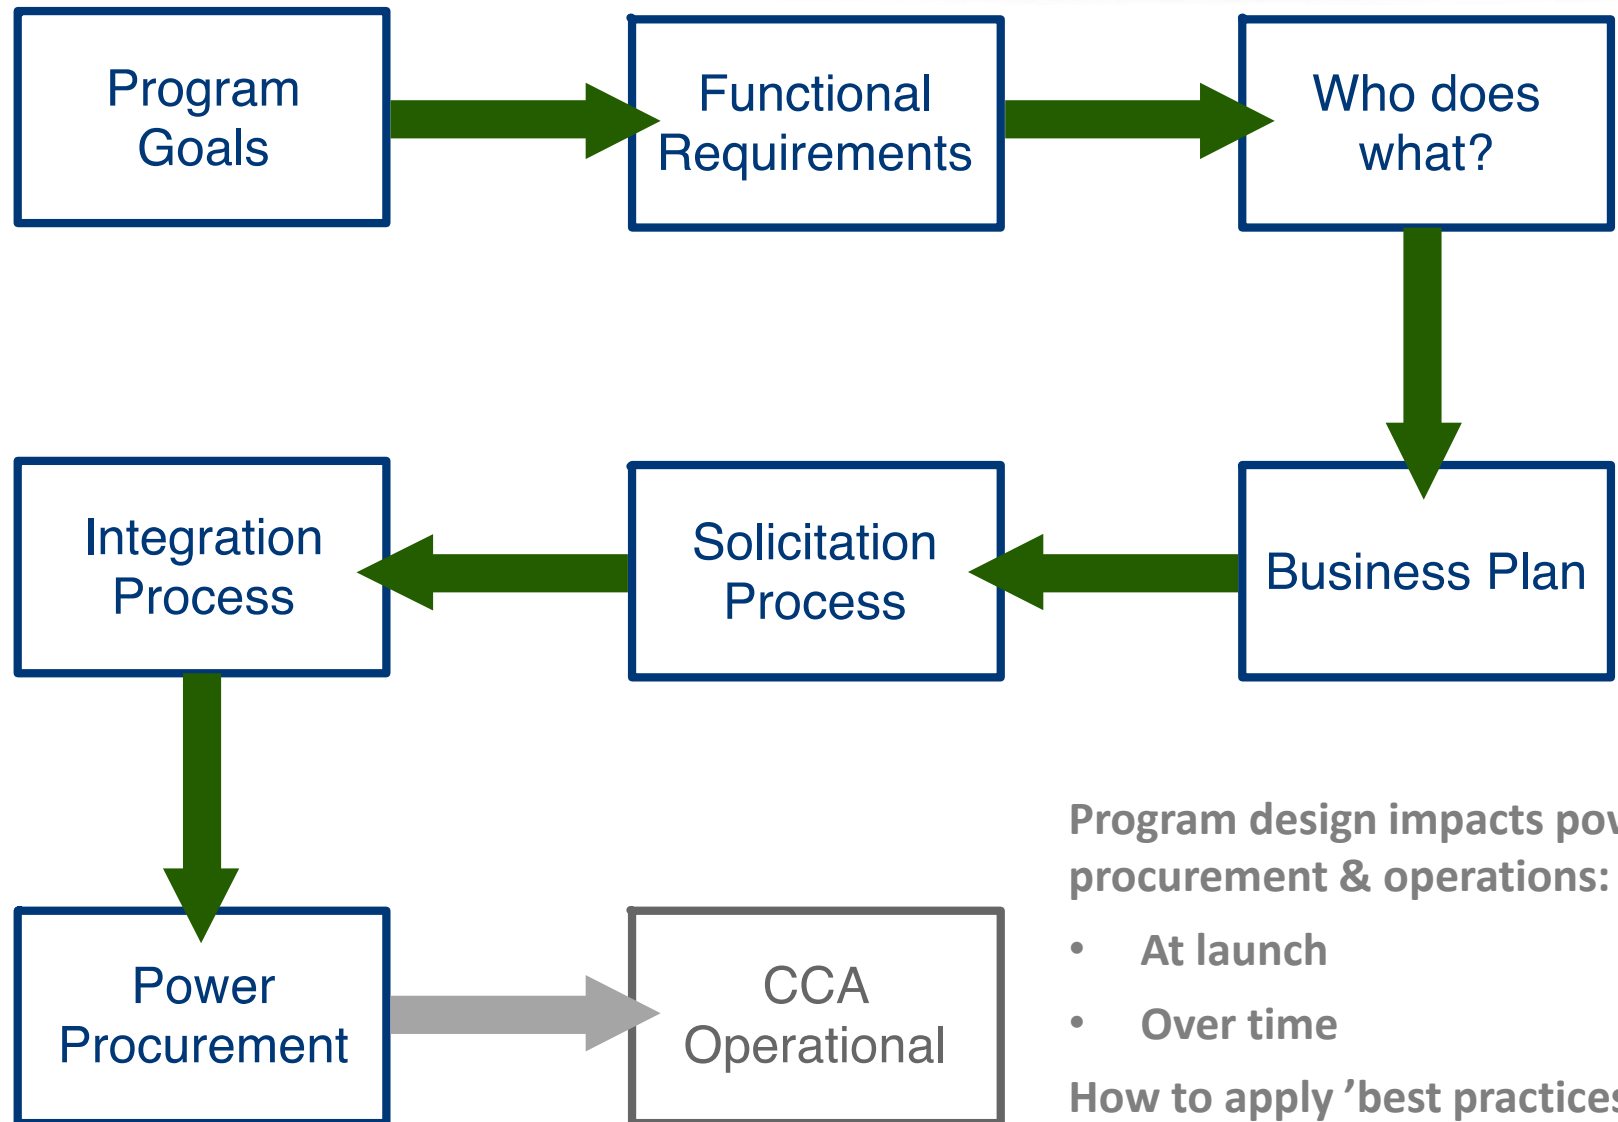 Program
Goals
Functional
Requirements
Who does
what?
Integration
Process
Solicitation
Process
Business Plan
Power
Procurement
CCA
Operational
Program design impacts
procurement & operations:
• At launch
• Over time
How to apply ’best practices